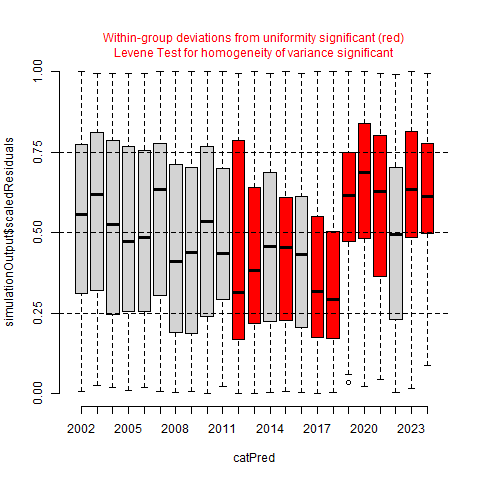 Within-group deviations from uniformity significant (red)
Levene Test for homogeneity of variance significant
simulationOutput$scaledResiduals
1.00
0.75
0.50
0.25
0.00
2002 2005 2008 2011 2014 2017 2020 2023
catPred